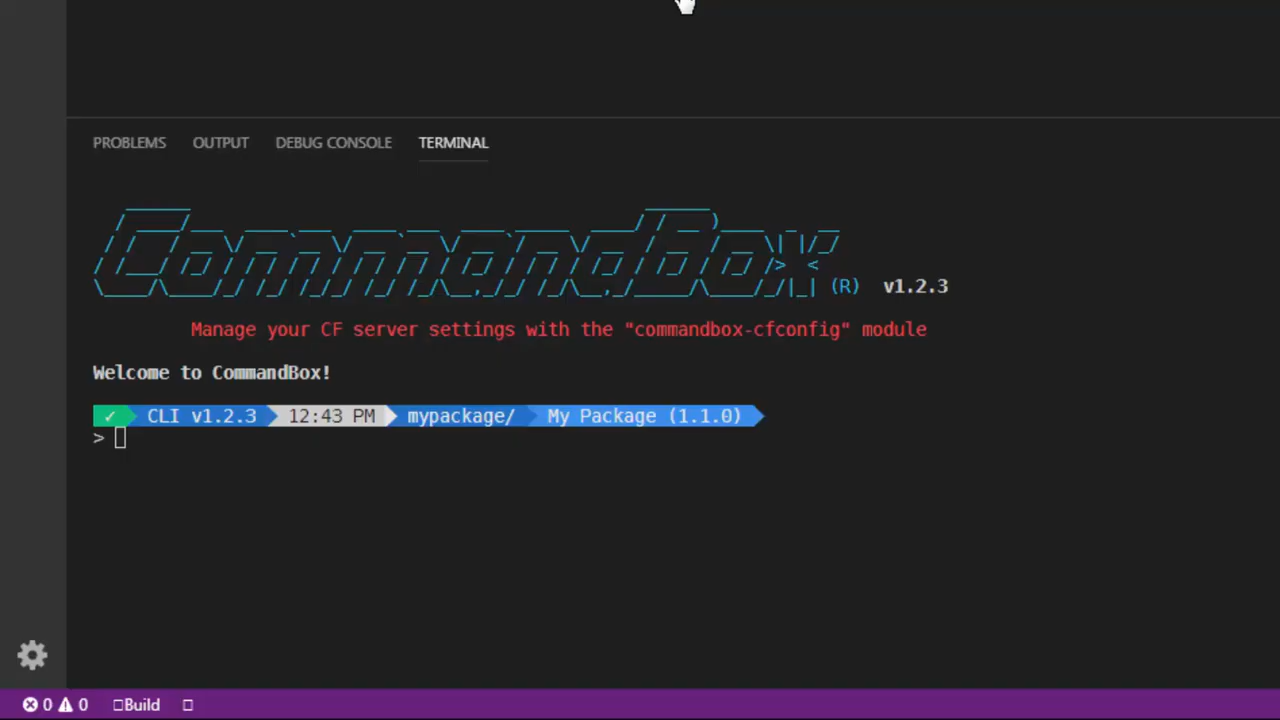 PROBLEMS OUTPUT DEBUG CONSOLE TERMINAL
CommandBox (R) v1.2.3
Manage your CF server settings with the "commandbox-cfconfig" module
Welcome to CommandBox!
✓ CLI v1.2.3 12:43 PM mypackage/ My Package (1.1.0)
>
0 0 Build